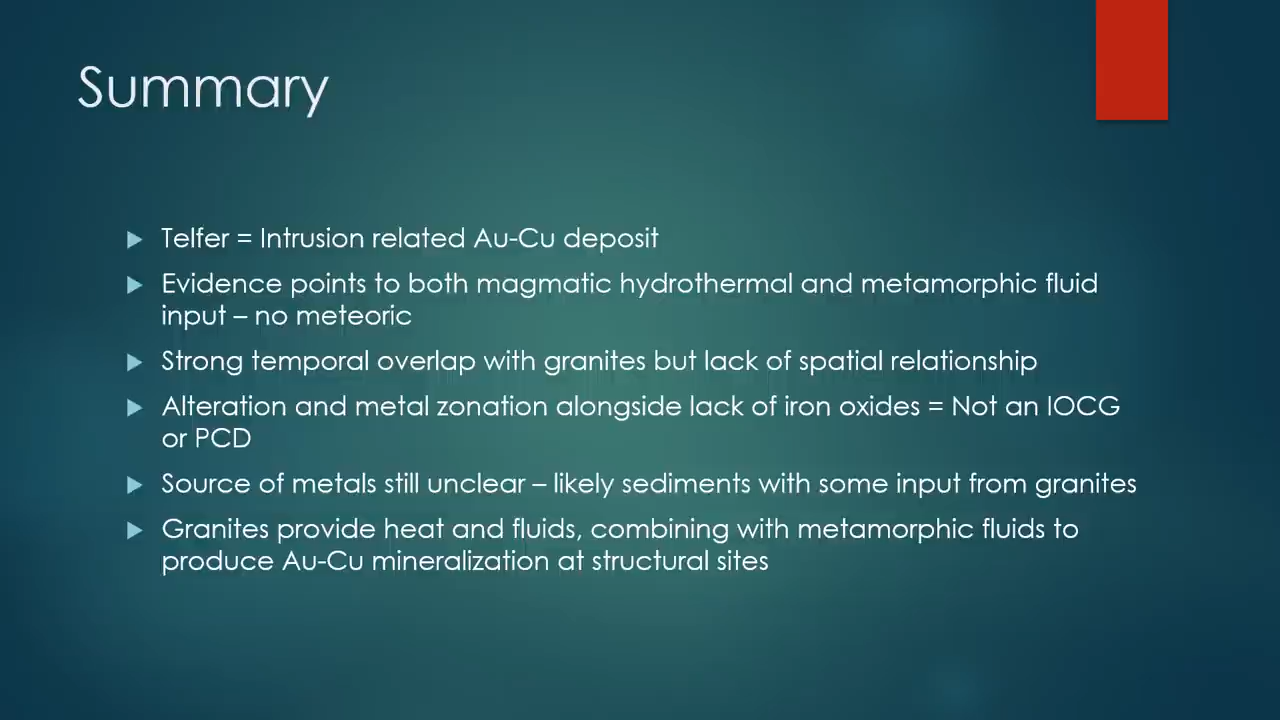 Summary
Telfer = Intrusion related Au-Cu deposit
Evidence points to both magmatic hydrothermal and metamorphic fluid
input – no meteoric
Strong temporal overlap with granites but lack of spatial relationship
Alteration and metal zonation alongside lack of iron oxides = Not an IOCG
or PCD
Source of metals still unclear – likely sediments with some input from granites
Granites provide heat and fluids, combining with metamorphic fluids to
produce Au-Cu mineralization at structural sites